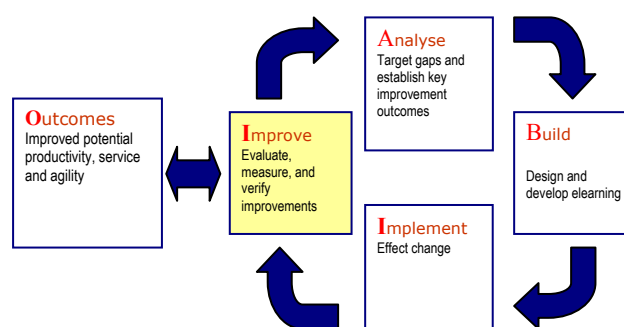 Analyse
Target gaps and
establish key
improvement
outcomes
Outcomes
Improved potential
productivity, service
and agility
Improve
Evaluate,
measure, and
verify
improvements
Build
Design and
develop elearning
Implement
Effect change